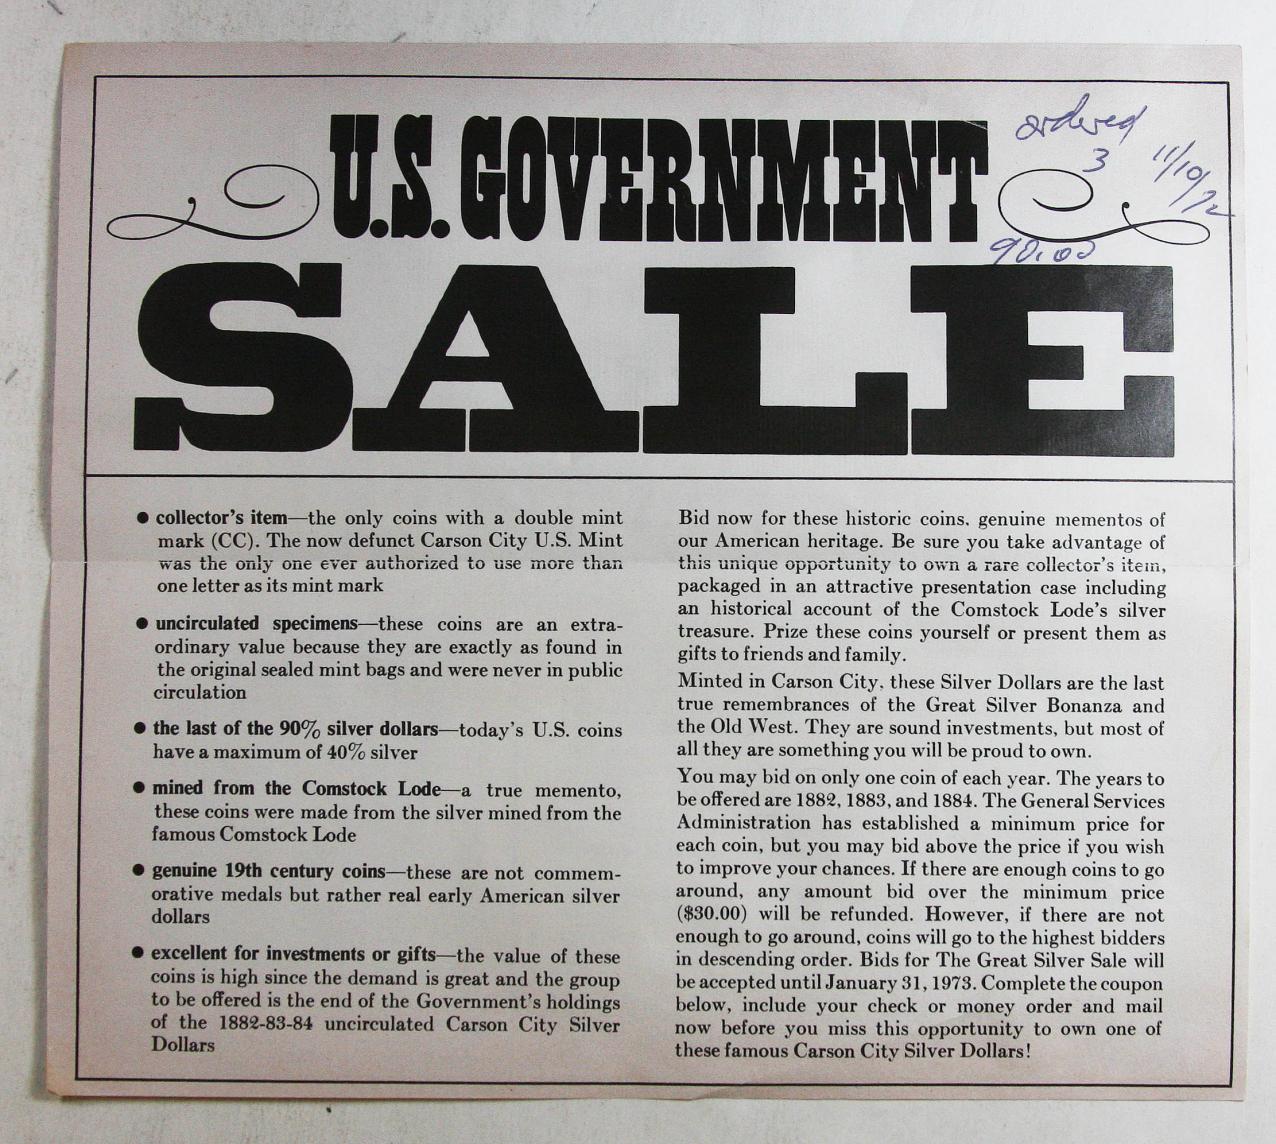 U.S. GOVERNMENT
ordered
3
11/10/72
90.00
SALE
● collector's item—the only coins with a double mint
mark (CC). The now defunct Carson City U.S. Mint
was the only one ever authorized to use more than
one letter as its mint mark
● uncirculated specimens—these coins are an extra-
ordinary value because they are exactly as found in
the original sealed mint bags and were never in public
circulation
● the last of the 90% silver dollars—today's U.S. coins
have a maximum of 40% silver
● mined from the Comstock Lode—a true memento,
these coins were made from the silver mined from the
famous Comstock Lode
● genuine 19th century coins—these are not commem-
orative medals but rather real early American silver
dollars
● excellent for investments or gifts—the value of these
coins is high since the demand is great and the group
to be offered is the end of the Government's holdings
of the 1882-83-84 uncirculated Carson City Silver
Dollars
Bid now for these historic coins, genuine mementos of
our American heritage. Be sure you take advantage of
this unique opportunity to own a rare collector's item,
packaged in an attractive presentation case including
an historical account of the Comstock Lode's silver
treasure. Prize these coins yourself or present them as
gifts to friends and family.
Minted in Carson City, these Silver Dollars are the last
true remembrances of the Great Silver Bonanza and
the Old West. They are sound investments, but most of
all they are something you will be proud to own.
You may bid on only one coin of each year. The years to
be offered are 1882, 1883, and 1884. The General Services
Administration has established a minimum price for
each coin, but you may bid above the price if you wish
to improve your chances. If there are enough coins to go
around, any amount bid over the minimum price
($30.00) will be refunded. However, if there are not
enough to go around, coins will go to the highest bidders
in descending order. Bids for The Great Silver Sale will
be accepted until January 31, 1973. Complete the coupon
below, include your check or money order and mail
now before you miss this opportunity to own one of
these famous Carson City Silver Dollars!